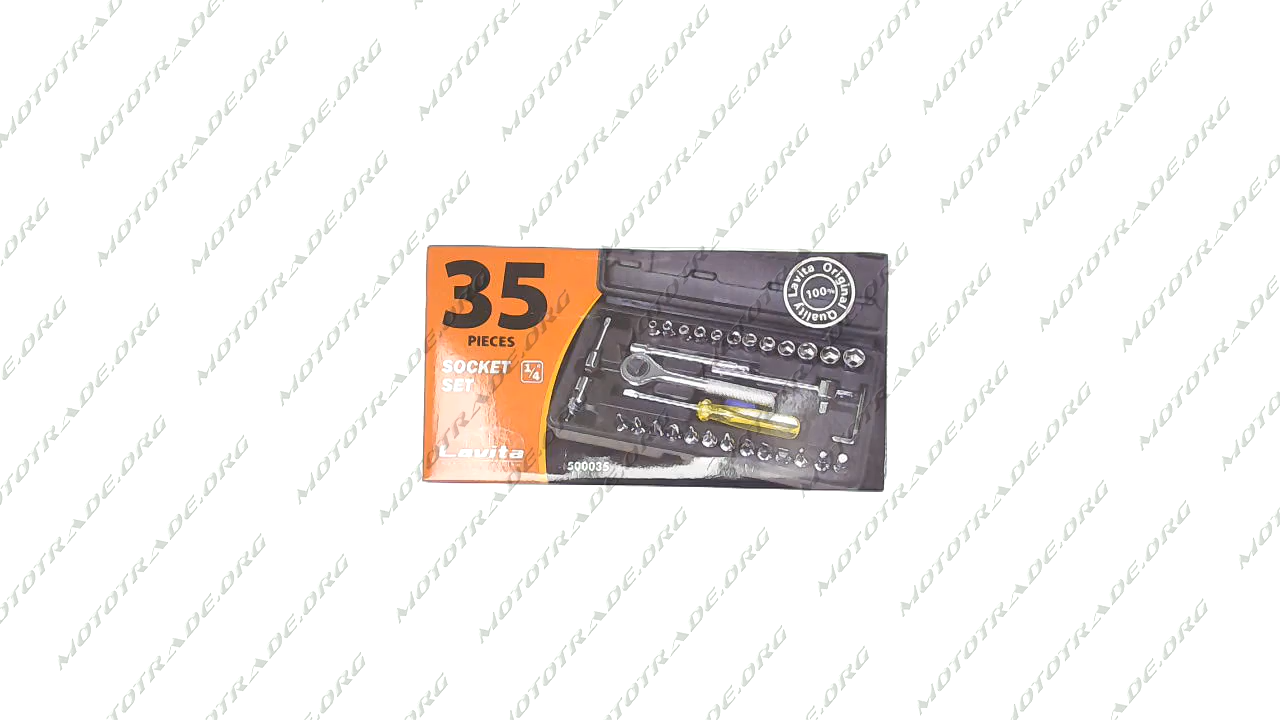 35
PIECES
SOCKET
SET
1/4"
Lavita
500035
Lavita Original Quality
100%
MOTOTRADE.ORG